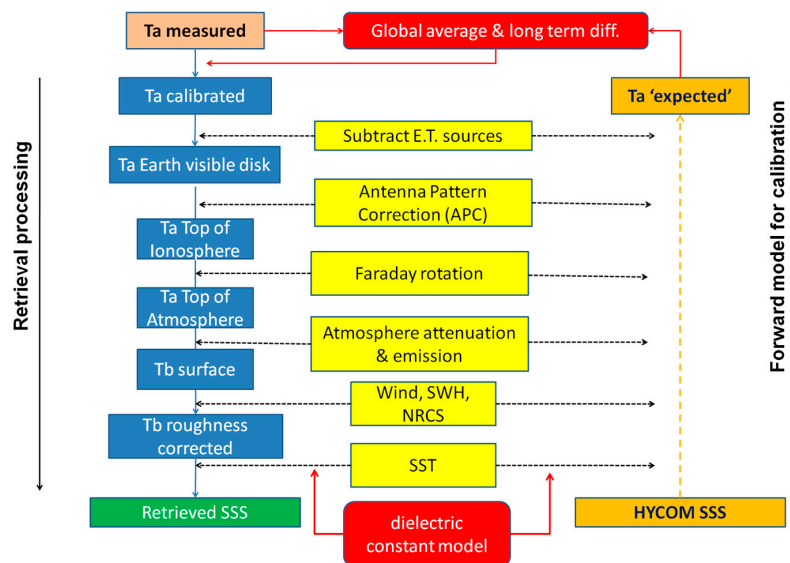 Ta measured
Global average & long term diff.
Ta calibrated
Ta ‘expected’
Subtract E.T. sources
Ta Earth visible disk
Antenna Pattern
Correction (APC)
Ta Top of
Ionosphere
Faraday rotation
Ta Top of
Atmosphere
Atmosphere attenuation
& emission
Tb surface
Wind, SWH,
NRCS
Tb roughness
corrected
SST
Retrieved SSS
dielectric
constant model
HYCOM SSS
Retrieval processing
Forward model for calibration